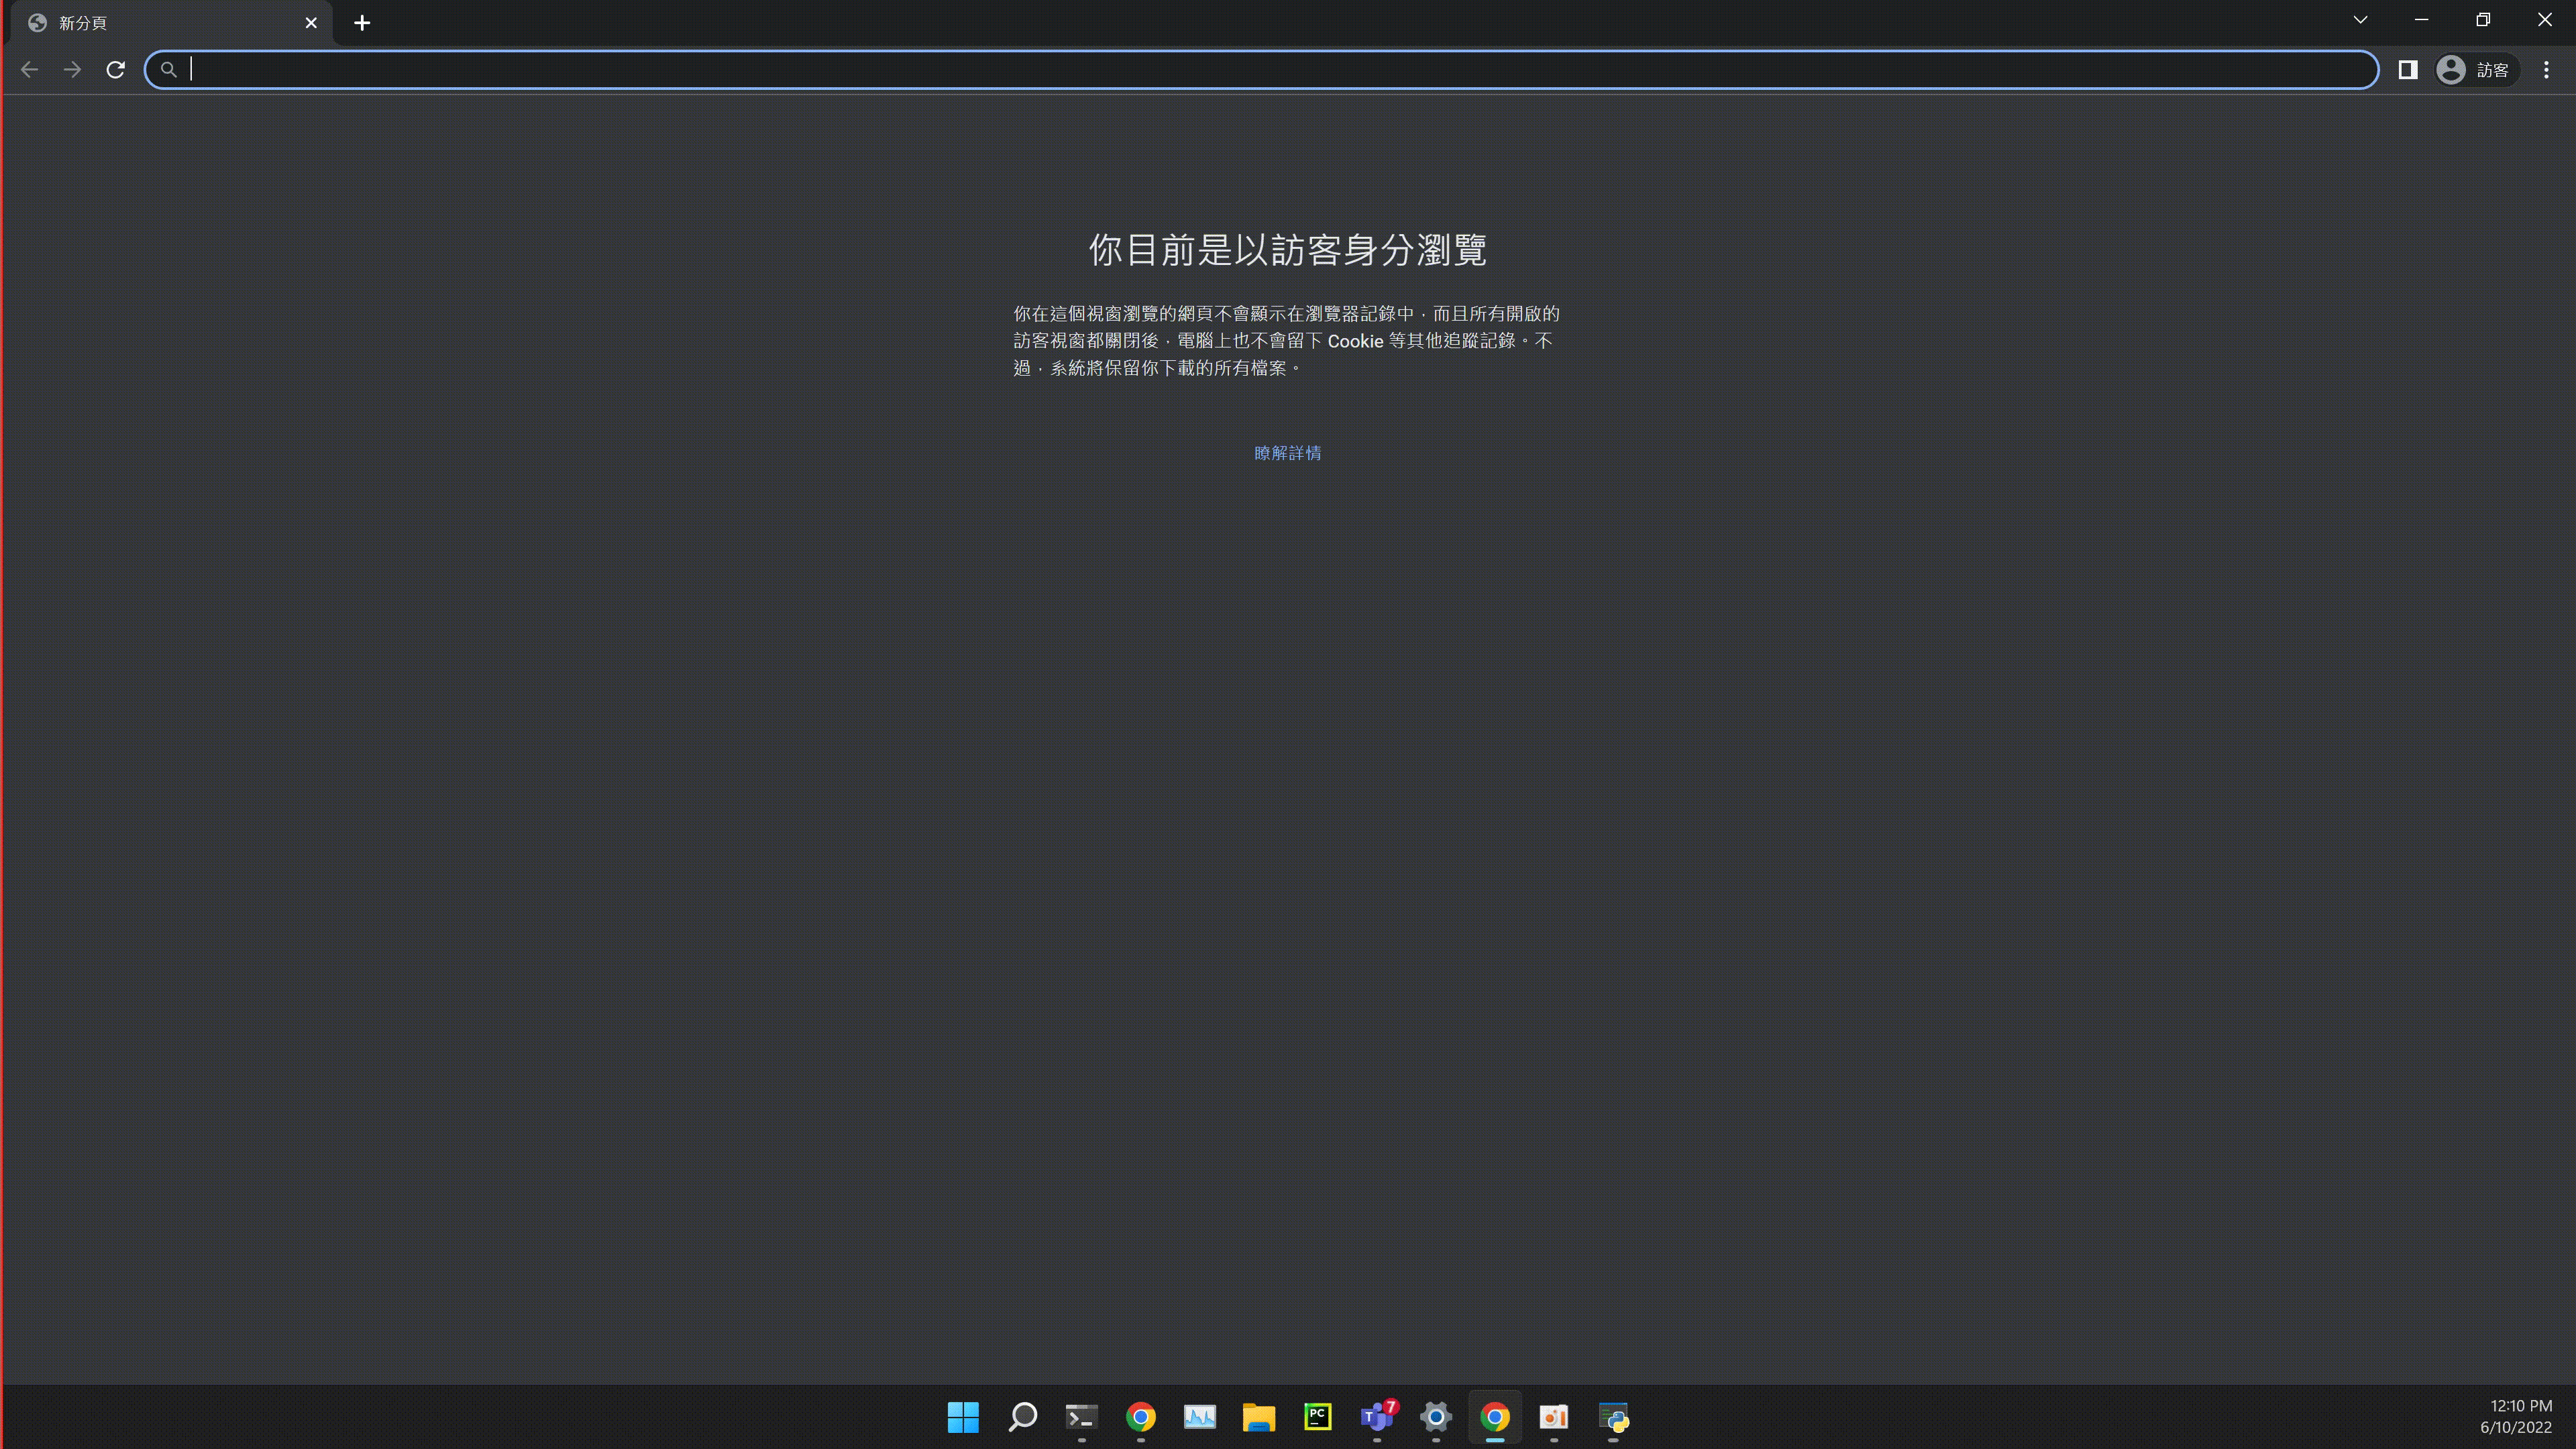 新分頁
訪客
你目前是以訪客身分瀏覽
你在這個視窗瀏覽的網頁不會顯示在瀏覽器記錄中，而且所有開啟的
訪客視窗都關閉後，電腦上也不會留下 Cookie 等其他追蹤記錄。不
過，系統將保留你下載的所有檔案。
瞭解詳情
PC
T
7
12:10 PM
6/10/2022